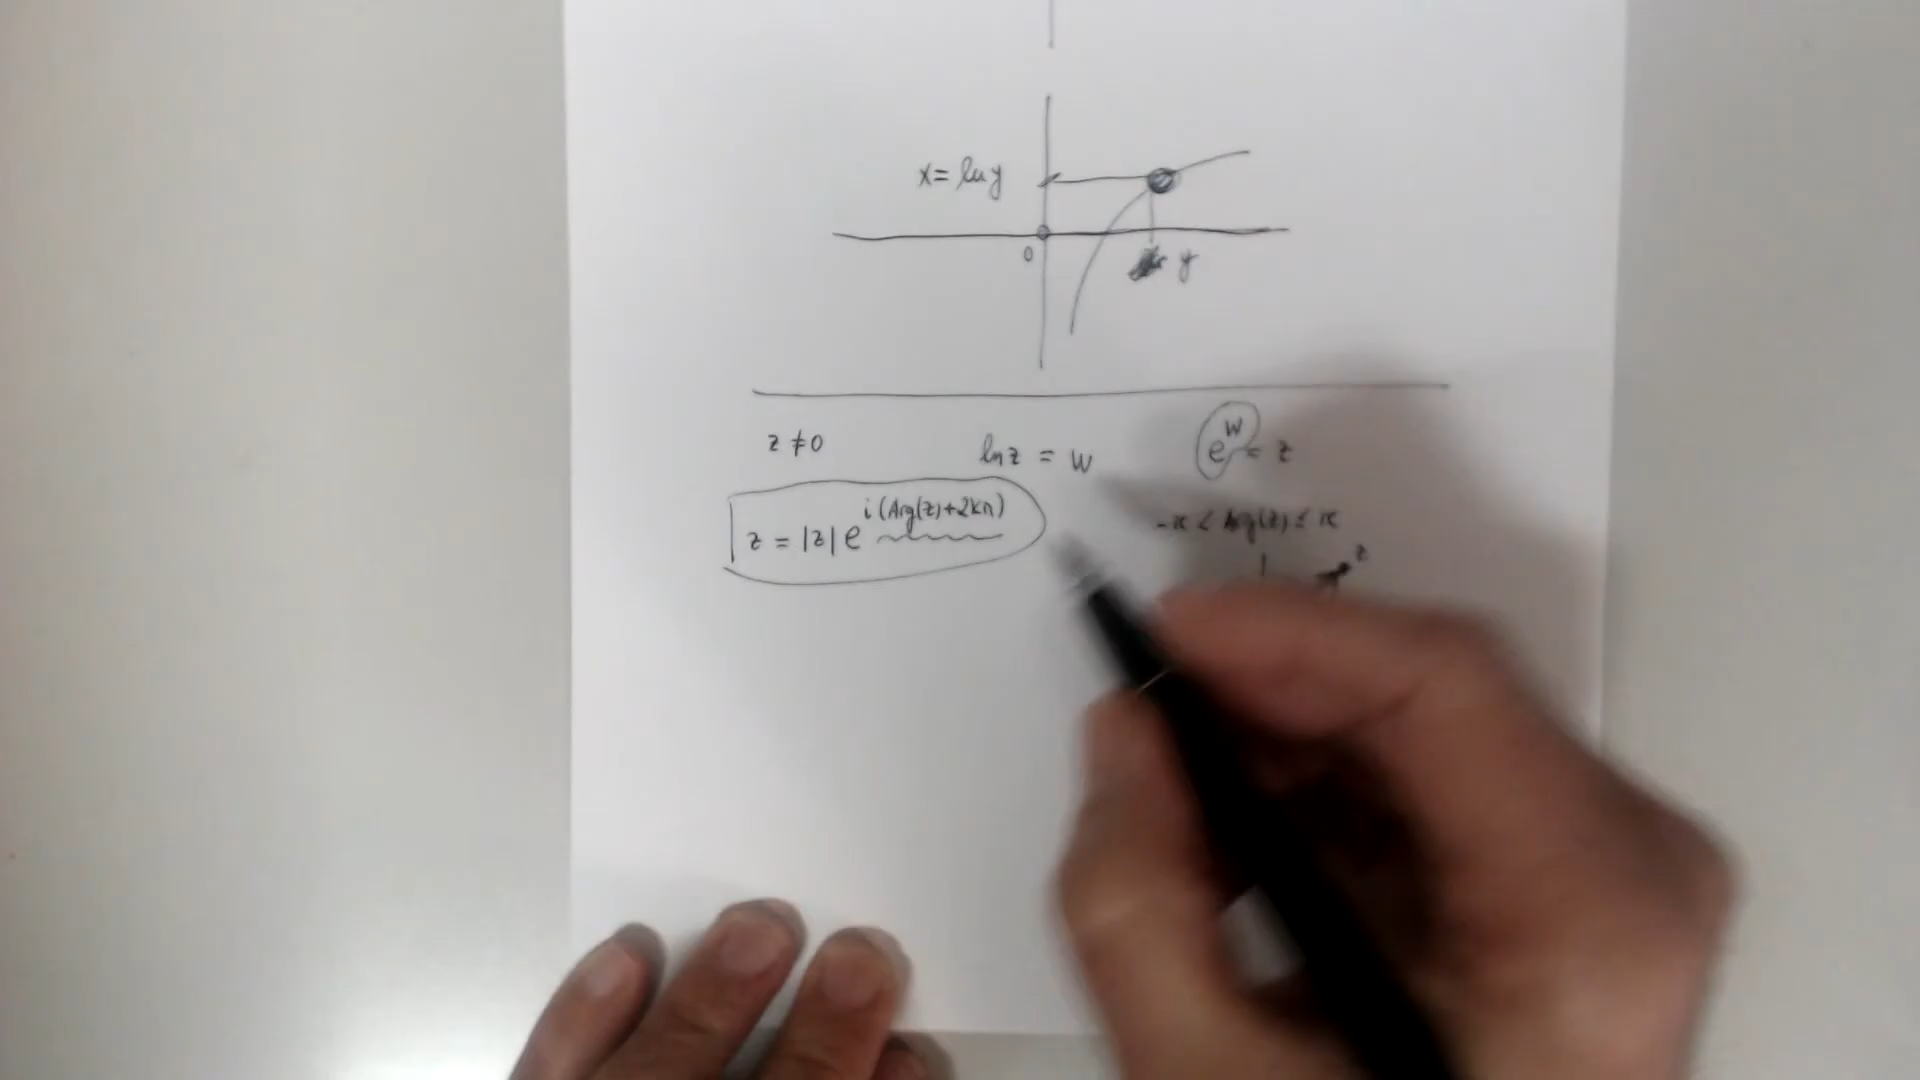 x = ln y
0 y
z ≠ 0 ln z = w e^w = z
z = |z| e^{i(Arg(z)+2kπ)} -π < Arg(z) ≤ π
z